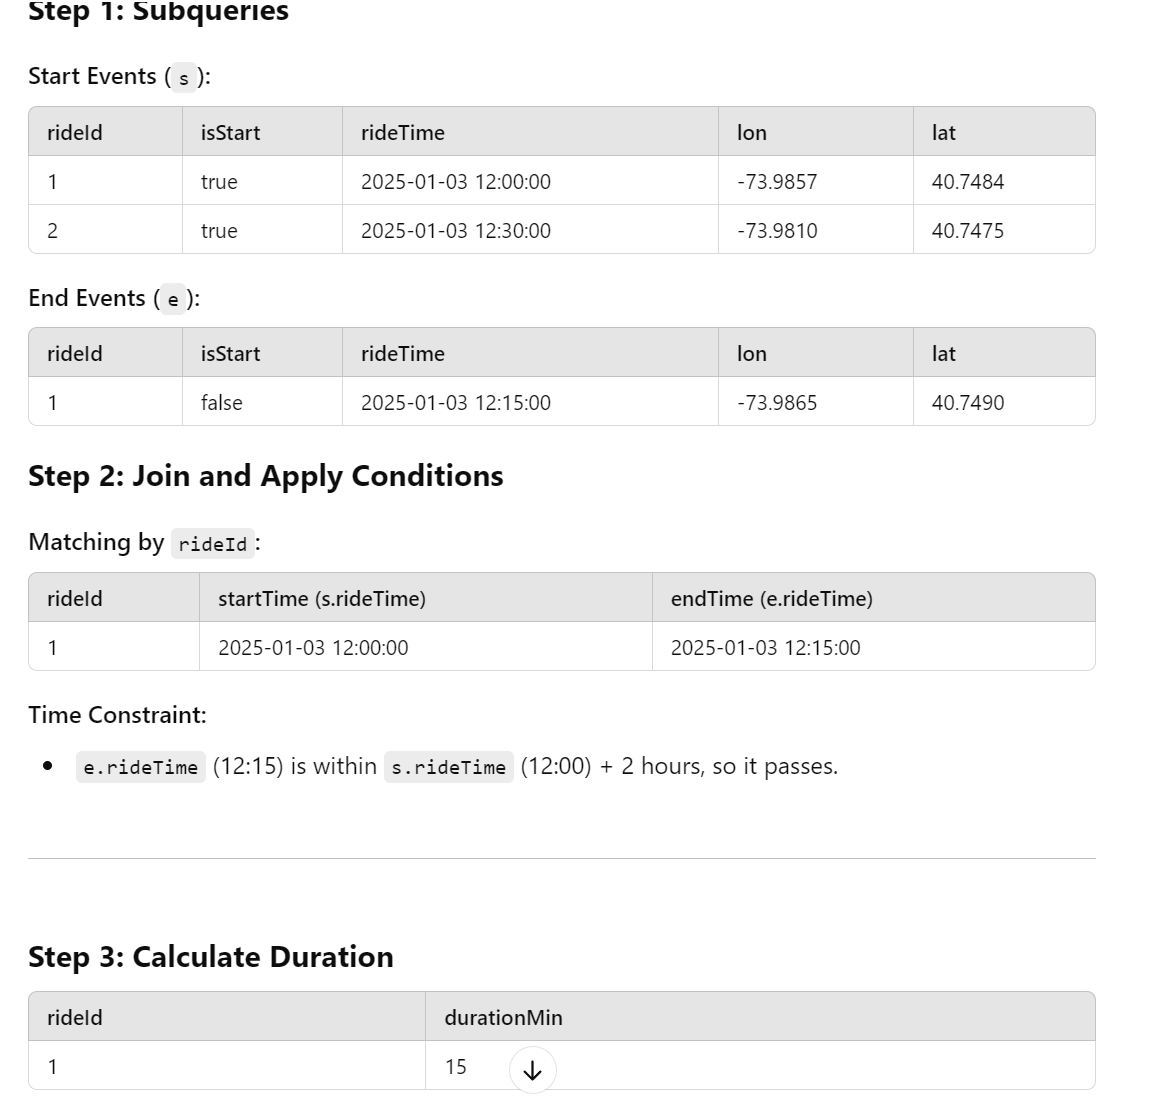 Step 1: Subqueries
Start Events (s):
rideId isStart rideTime lon lat
1 true 2025-01-03 12:00:00 -73.9857 40.7484
2 true 2025-01-03 12:30:00 -73.9810 40.7475
End Events (e):
rideId isStart rideTime lon lat
1 false 2025-01-03 12:15:00 -73.9865 40.7490
Step 2: Join and Apply Conditions
Matching by rideId:
rideId startTime (s.rideTime) endTime (e.rideTime)
1 2025-01-03 12:00:00 2025-01-03 12:15:00
Time Constraint:
• e.rideTime (12:15) is within s.rideTime (12:00) + 2 hours, so it passes.
Step 3: Calculate Duration
rideId durationMin
1 15